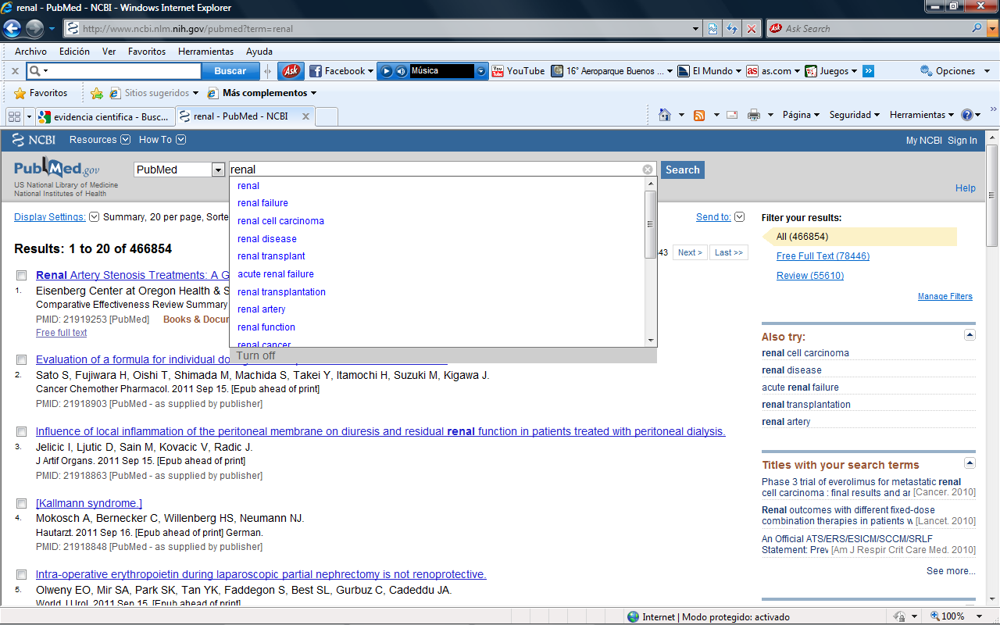 renal - PubMed - NCBI - Windows Internet Explorer
http://www.ncbi.nlm.nih.gov/pubmed?term=renal
Ask Search
Archivo Edición Ver Favoritos Herramientas Ayuda
Buscar Ask Facebook Música YouTube 16° Aeroparque Buenos ... El Mundo as.com Juegos Opciones
Favoritos Sitios sugeridos Más complementos
evidencia cientifica - Busc... renal - PubMed - NCBI Página Seguridad Herramientas
NCBI Resources How To My NCBI Sign In
PubMed.gov PubMed renal Search
US National Library of Medicine
National Institutes of Health
Help
renal
renal failure
renal cell carcinoma
renal disease
renal transplant
acute renal failure
renal transplantation
renal artery
renal function
renal cancer
Turn off
Display Settings: Summary, 20 per page, Sorte
Send to:
Results: 1 to 20 of 466854
43 Next > Last >>
1. Renal Artery Stenosis Treatments: A G
Eisenberg Center at Oregon Health & S
Comparative Effectiveness Review Summary
PMID: 21919253 [PubMed] Books & Docu
Free full text
2. Evaluation of a formula for individual do
Sato S, Fujiwara H, Oishi T, Shimada M, Machida S, Takei Y, Itamochi H, Suzuki M, Kigawa J.
Cancer Chemother Pharmacol. 2011 Sep 15. [Epub ahead of print]
PMID: 21918903 [PubMed - as supplied by publisher]
3. Influence of local inflammation of the peritoneal membrane on diuresis and residual renal function in patients treated with peritoneal dialysis.
Jelicic I, Ljutic D, Sain M, Kovacic V, Radic J.
J Artif Organs. 2011 Sep 15. [Epub ahead of print]
PMID: 21918863 [PubMed - as supplied by publisher]
4. [Kallmann syndrome.]
Mokosch A, Bernecker C, Willenberg HS, Neumann NJ.
Hautarzt. 2011 Sep 16. [Epub ahead of print] German.
PMID: 21918848 [PubMed - as supplied by publisher]
5. Intra-operative erythropoietin during laparoscopic partial nephrectomy is not renoprotective.
Olweny EO, Mir SA, Park SK, Tan YK, Faddegon S, Best SL, Gurbuz C, Cadeddu JA.
World J Urol. 2011 Sep 15. [Epub ahead of print]
Filter your results:
All (466854)
Free Full Text (78446)
Review (55610)
Manage Filters
Also try:
renal cell carcinoma
renal disease
acute renal failure
renal transplantation
renal artery
Titles with your search terms
Phase 3 trial of everolimus for metastatic renal
cell carcinoma : final results and ar [Cancer. 2010]
Renal outcomes with different fixed-dose
combination therapies in patients w [Lancet. 2010]
An Official ATS/ERS/ESICM/SCCM/SRLF
Statement: Prev [Am J Respir Crit Care Med. 2010]
See more...
Internet | Modo protegido: activado 100%